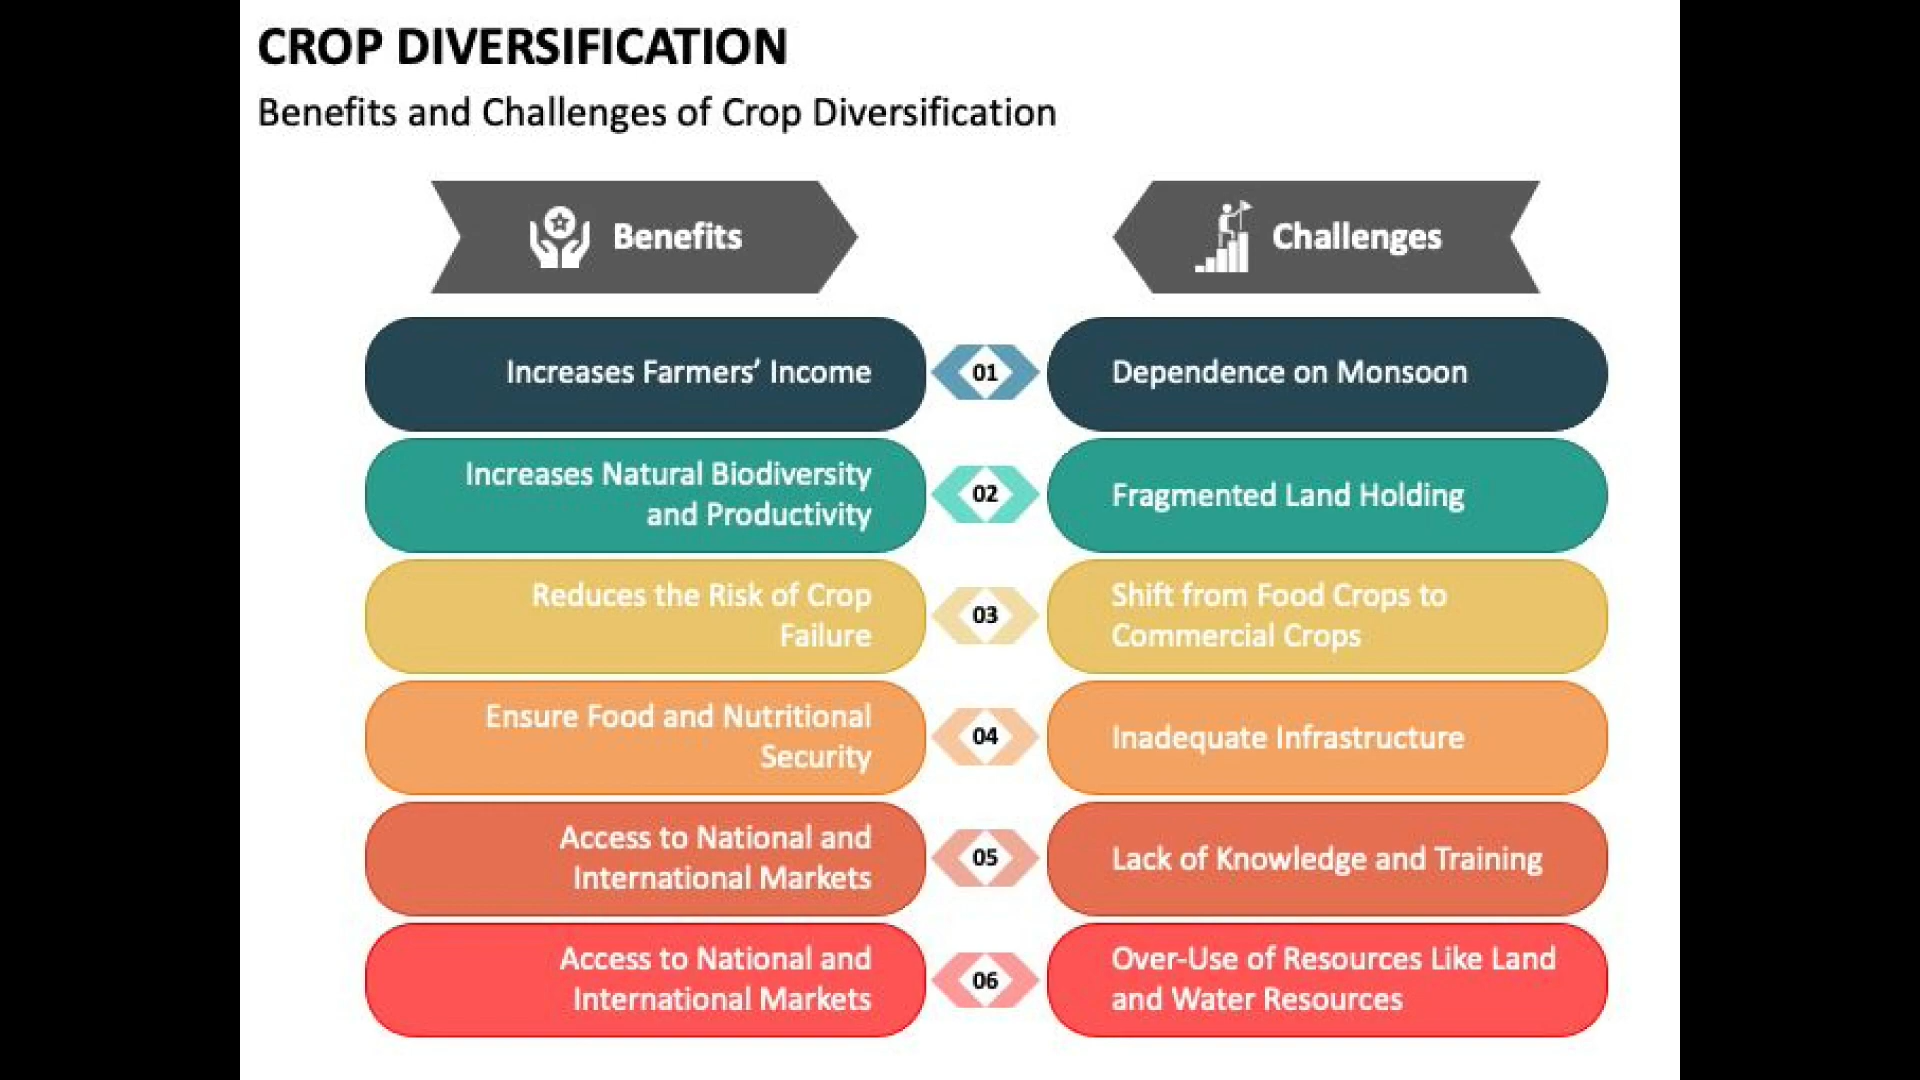 CROP DIVERSIFICATION
Benefits and Challenges of Crop Diversification
Benefits
Challenges
Increases Farmers’ Income
01
Dependence on Monsoon
Increases Natural Biodiversity
and Productivity
02
Fragmented Land Holding
Reduces the Risk of Crop
Failure
03
Shift from Food Crops to
Commercial Crops
Ensure Food and Nutritional
Security
04
Inadequate Infrastructure
Access to National and
International Markets
05
Lack of Knowledge and Training
Access to National and
International Markets
06
Over-Use of Resources Like Land
and Water Resources